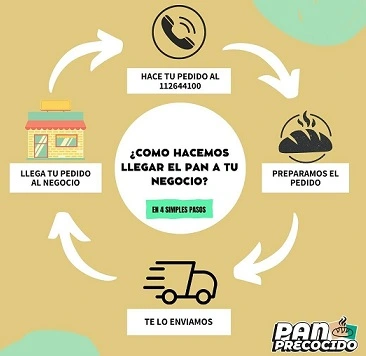 HACE TU PEDIDO AL
112644100
¿COMO HACEMOS
LLEGAR EL PAN A TU
NEGOCIO?
EN 4 SIMPLES PASOS
PREPARAMOS EL
PEDIDO
TE LO ENVIAMOS
LLEGA TU PEDIDO
AL NEGOCIO
PAN
PRECOCIDO